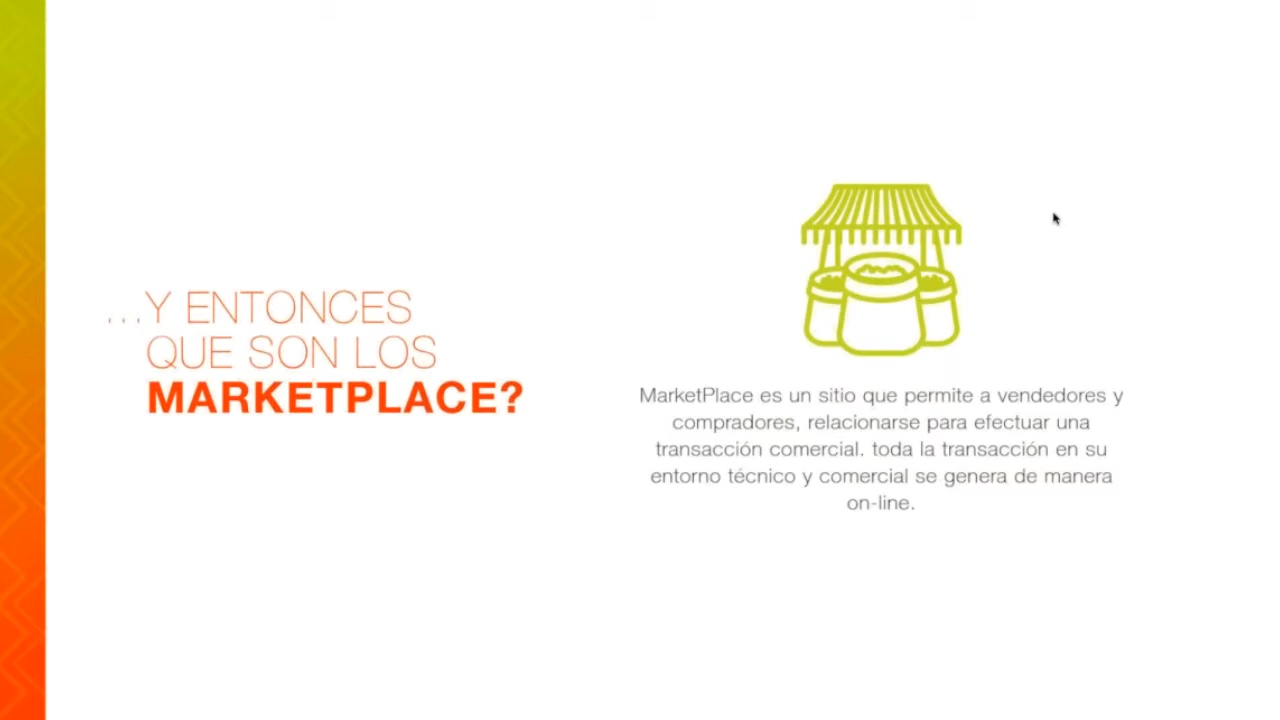 ...Y ENTONCES
QUE SON LOS
MARKETPLACE?
MarketPlace es un sitio que permite a vendedores y
compradores, relacionarse para efectuar una
transacción comercial. toda la transacción en su
entorno técnico y comercial se genera de manera
on-line.